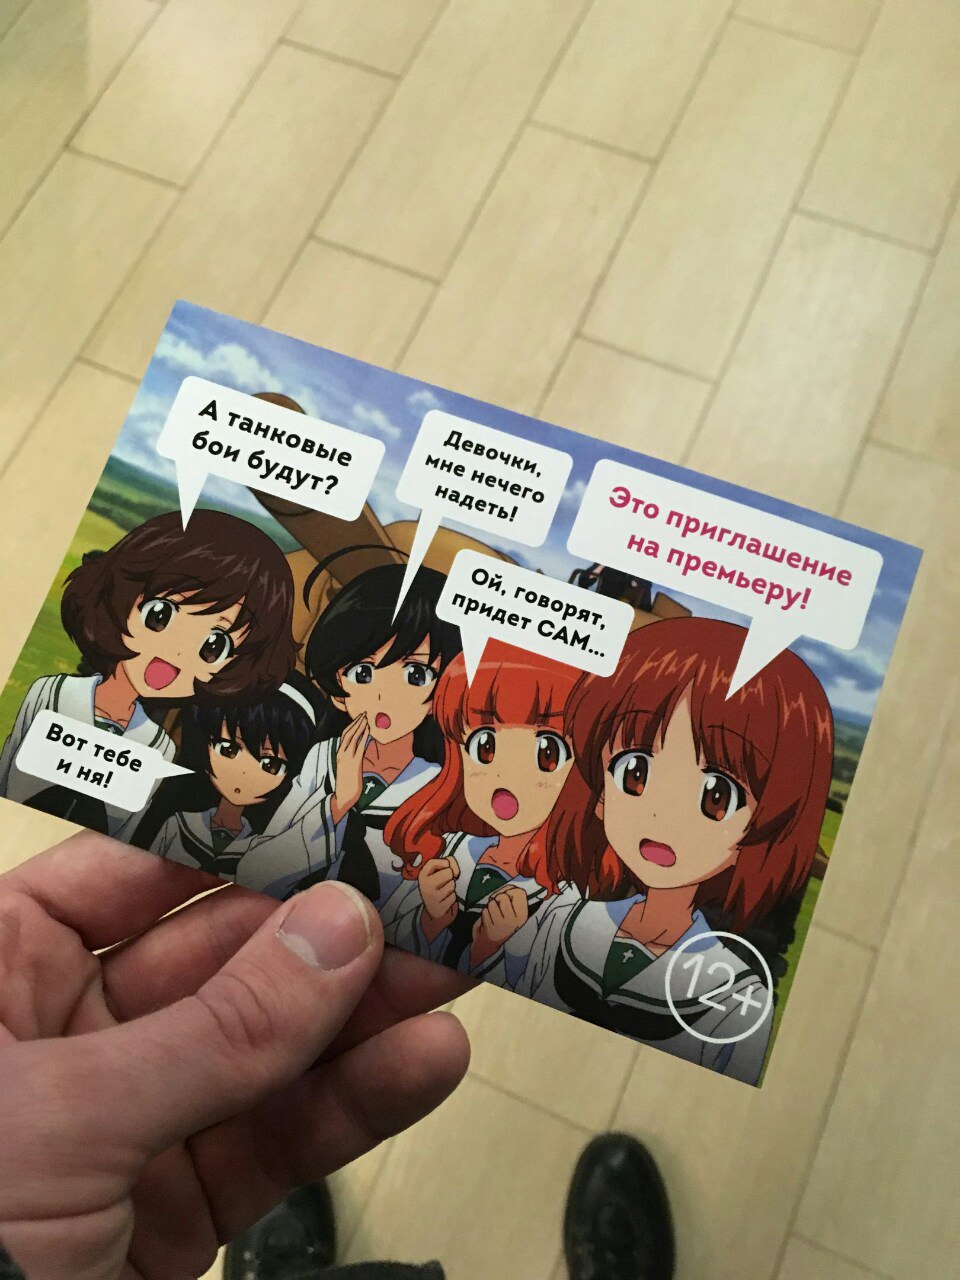 А танковые
бои будут?
Девочки,
мне нечего
надеть!
Это приглашение
на премьеру!
Ой, говорят,
придет САМ...
Вот тебе
и ня!
12+